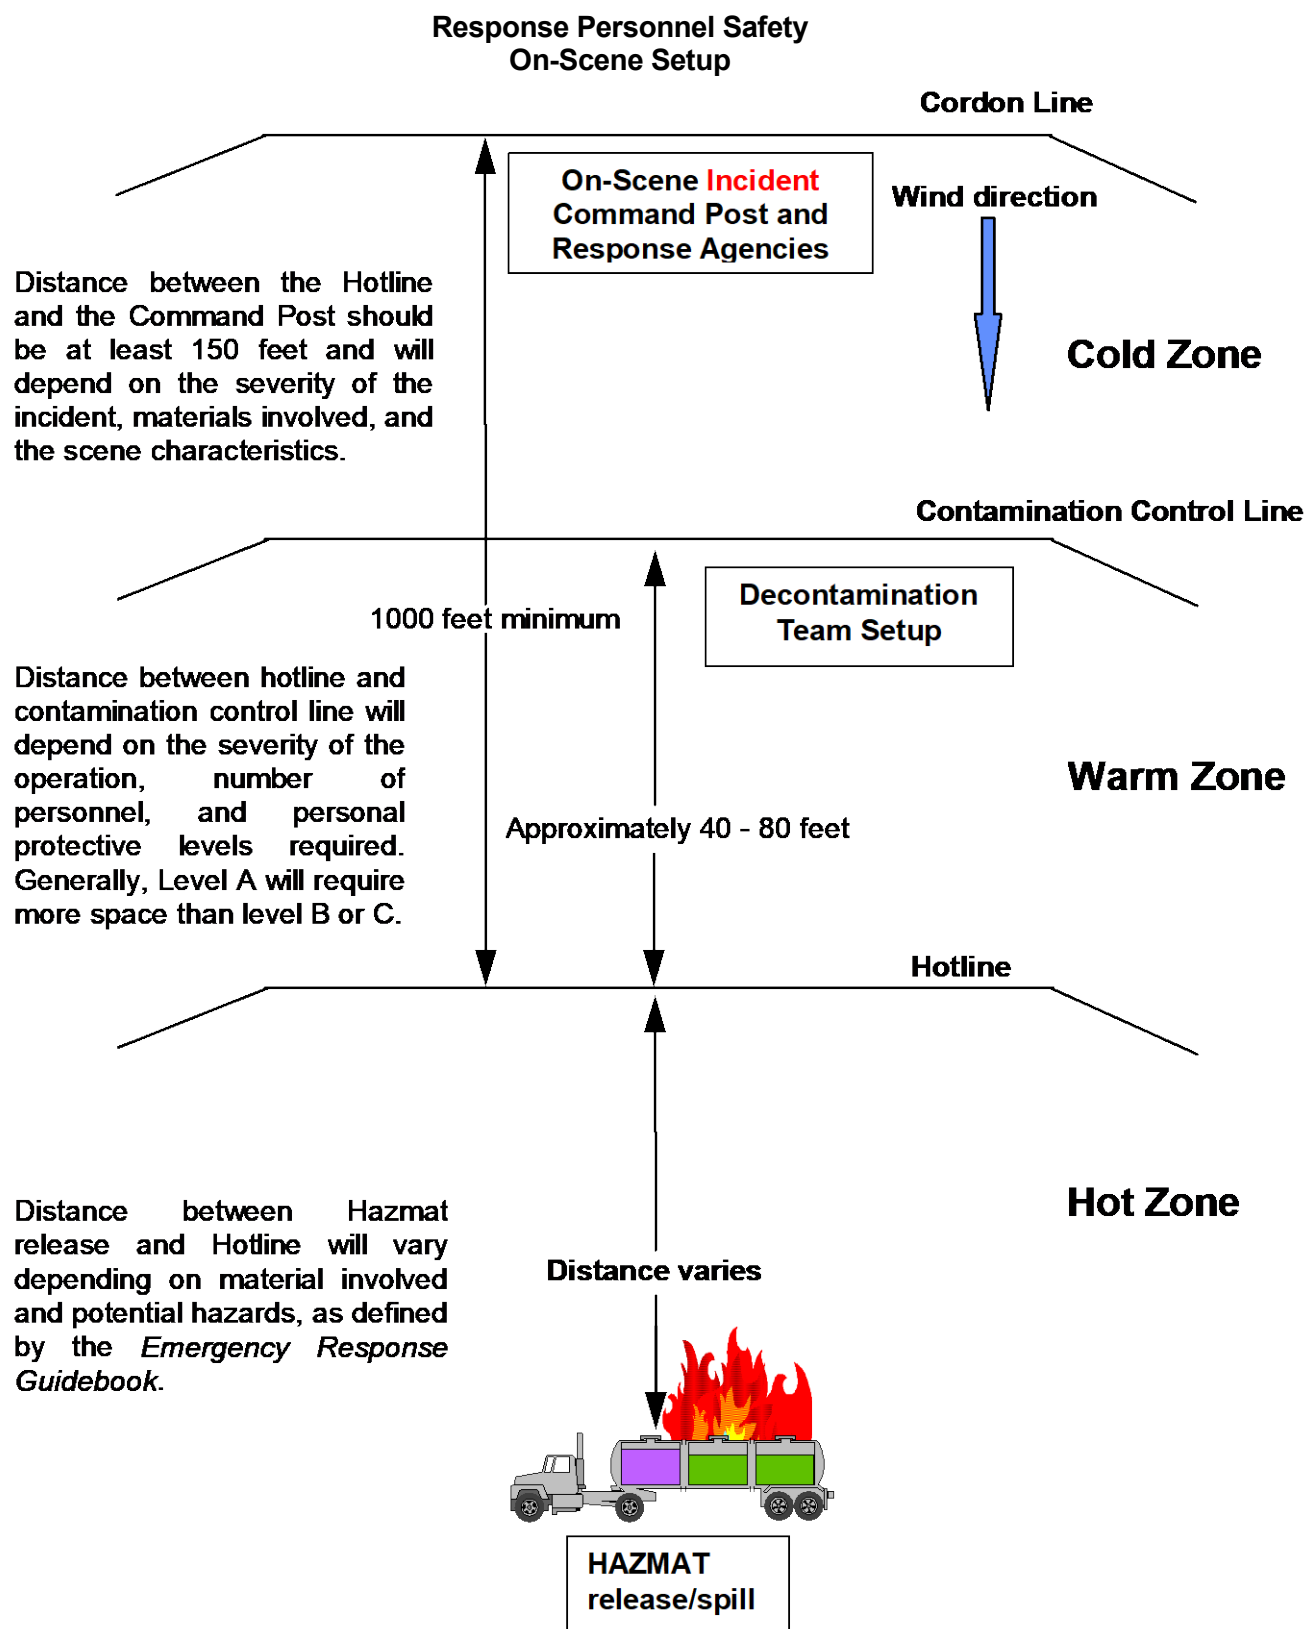 Response Personnel Safety
On-Scene Setup
Cordon Line
On-Scene Incident
Command Post and
Response Agencies
Wind direction
Distance between the Hotline
and the Command Post should
be at least 150 feet and will
depend on the severity of the
incident, materials involved, and
the scene characteristics.
Cold Zone
Contamination Control Line
Decontamination
Team Setup
1000 feet minimum
Distance between hotline and
contamination control line will
depend on the severity of the
operation, number of
personnel, and personal
protective levels required.
Generally, Level A will require
more space than level B or C.
Warm Zone
Approximately 40 - 80 feet
Hotline
Hot Zone
Distance between Hazmat
release and Hotline will vary
depending on material involved
and potential hazards, as defined
by the Emergency Response
Guidebook.
Distance varies
HAZMAT
release/spill